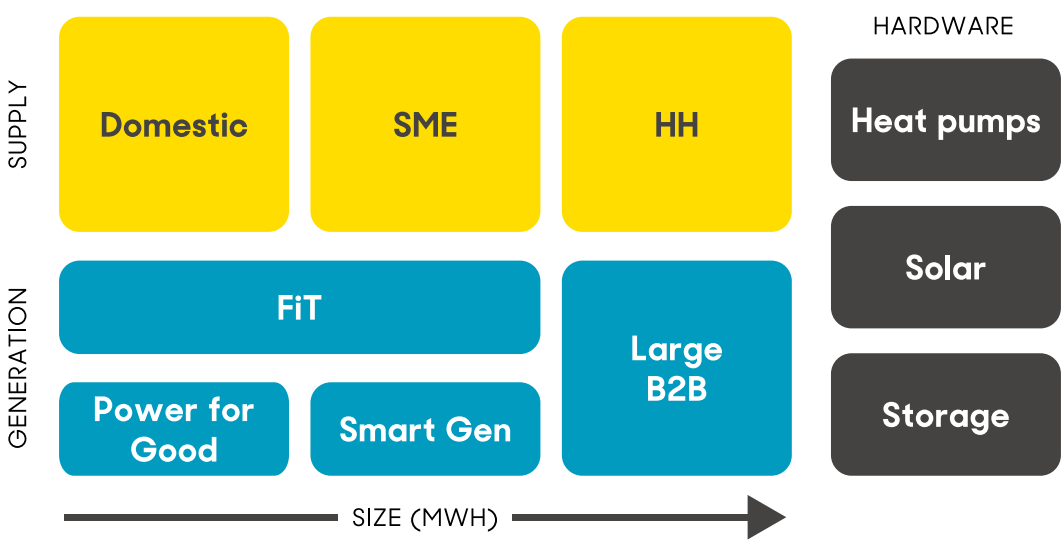 HARDWARE
SUPPLY
Domestic
SME
HH
Heat pumps
Solar
GENERATION
FiT
Large
B2B
Power for
Good
Smart Gen
Storage
SIZE (MWH)